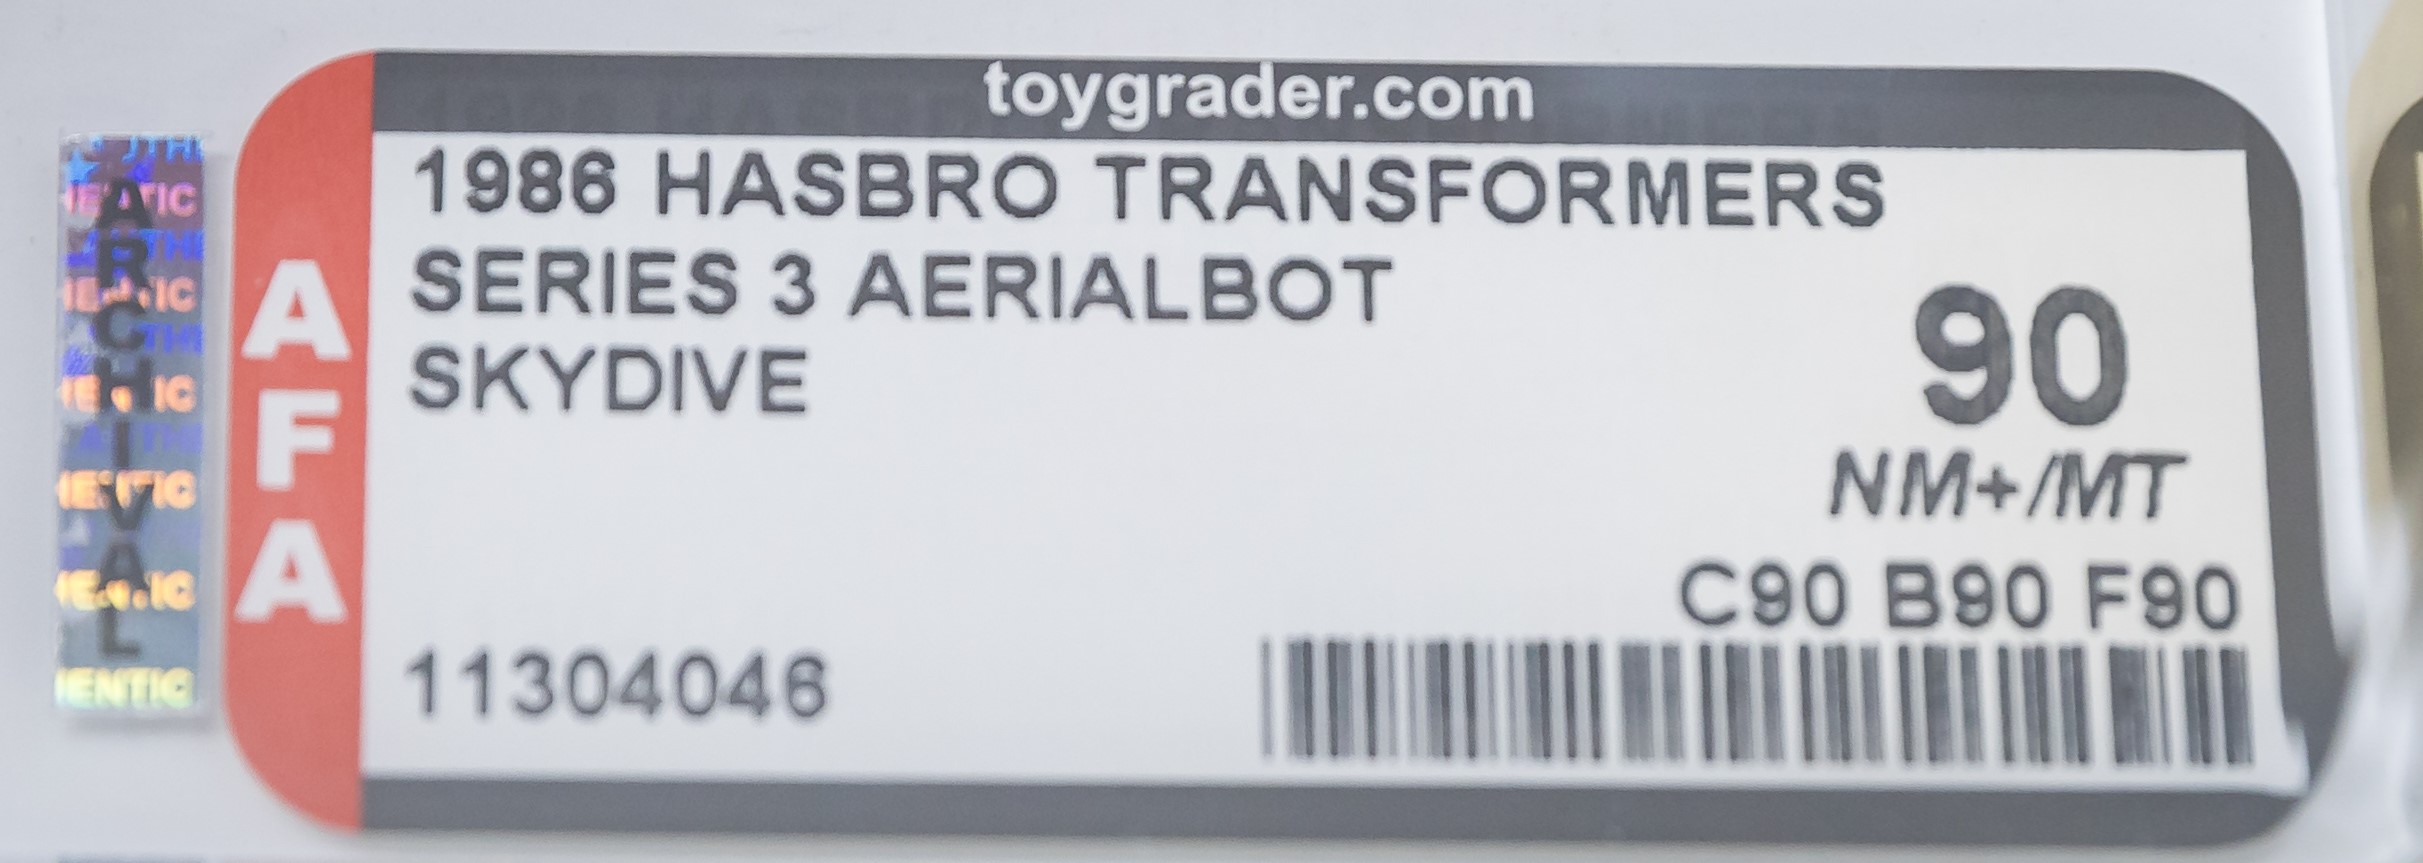 toygrader.com
1986 HASBRO TRANSFORMERS
SERIES 3 AERIALBOT
SKYDIVE
90
NM+/MT
C90 B90 F90
11304046
AFA
ARCHIVAL